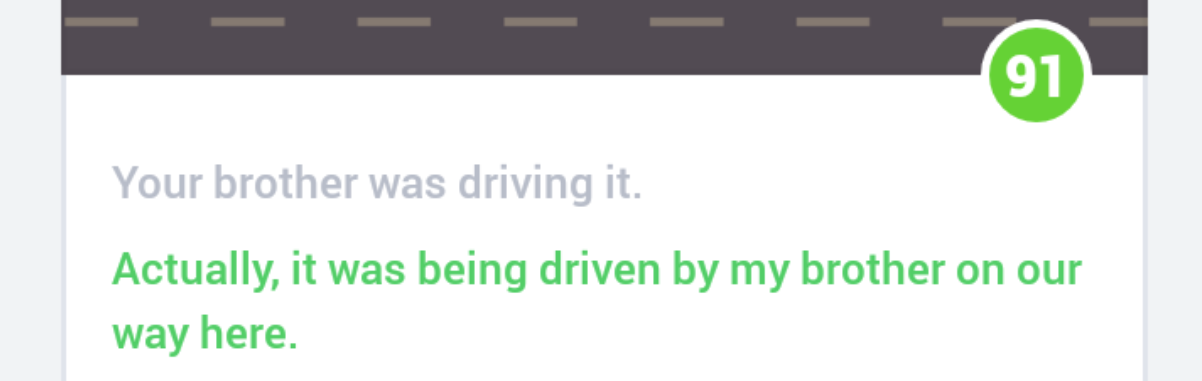 91
Your brother was driving it.
Actually, it was being driven by my brother on our
way here.